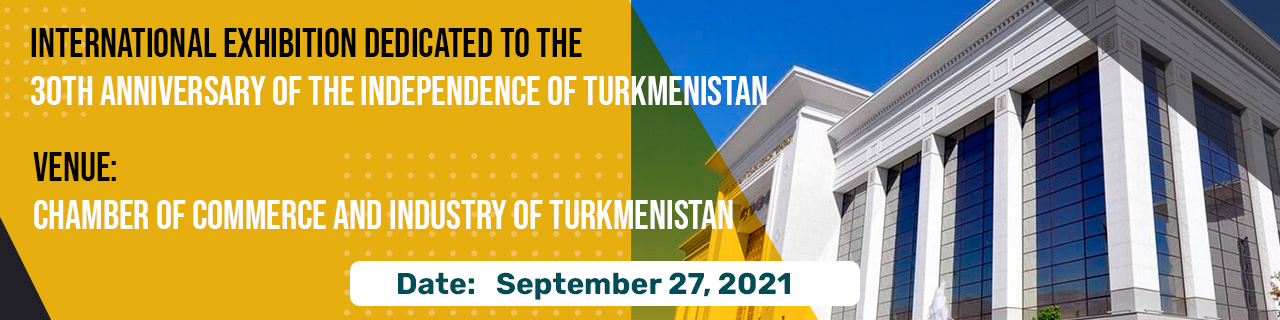 INTERNATIONAL EXHIBITION DEDICATED TO THE
30TH ANNIVERSARY OF THE INDEPENDENCE OF TURKMENISTAN
VENUE:
CHAMBER OF COMMERCE AND INDUSTRY OF TURKMENISTAN
Date: September 27, 2021